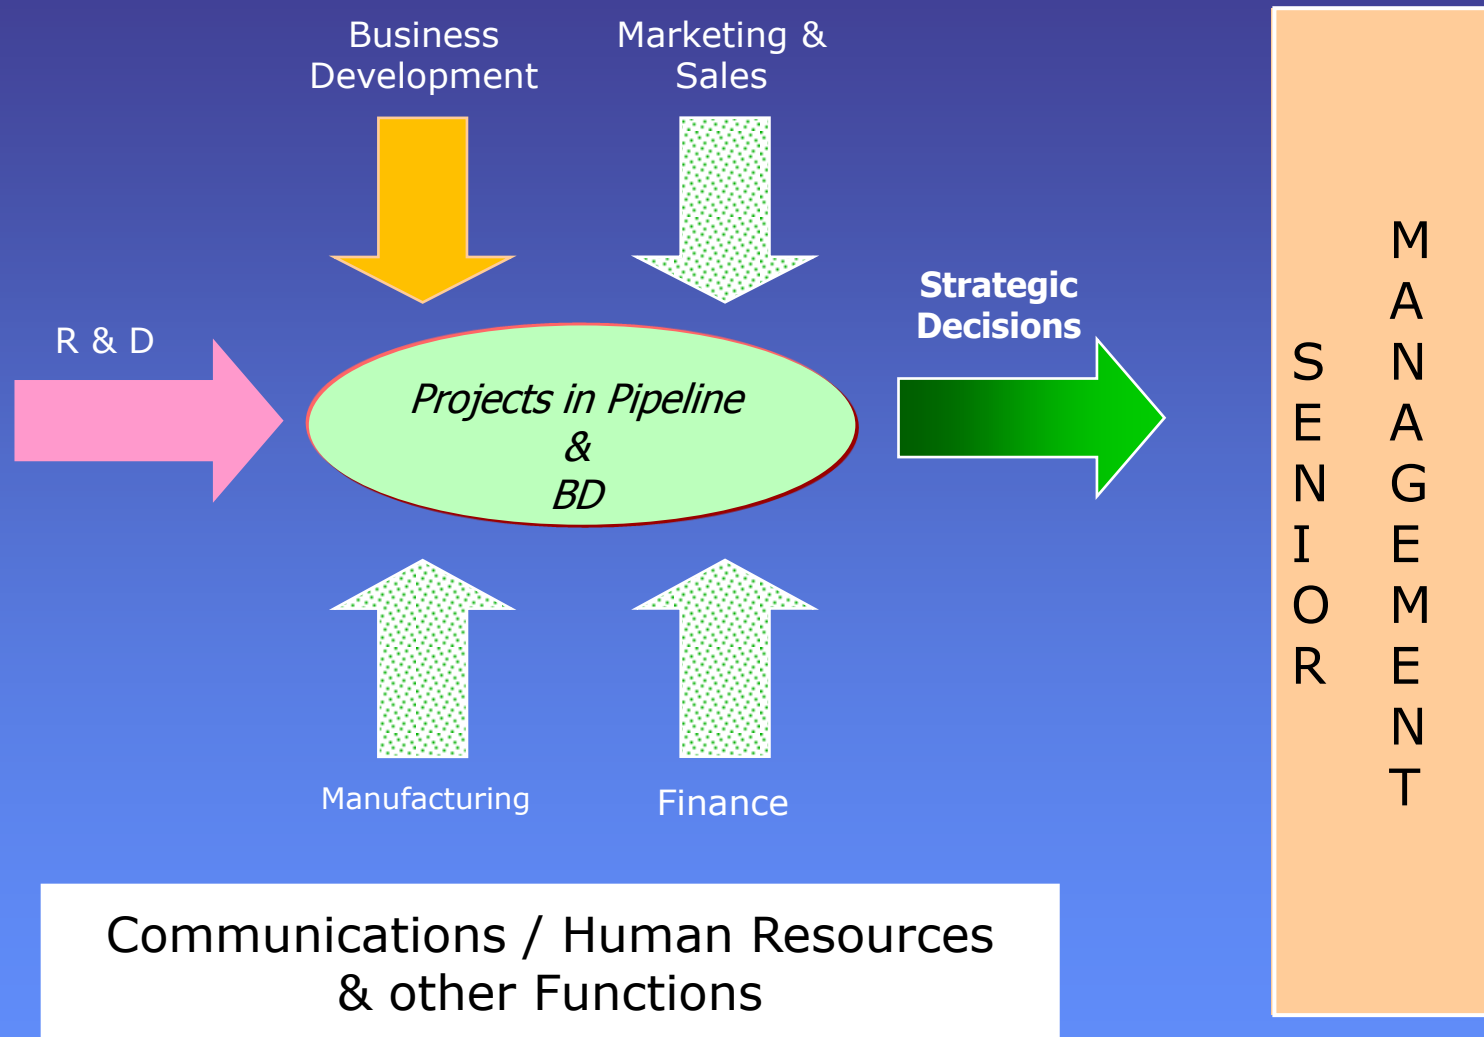 Business
Development
Marketing &
Sales
R & D
Strategic
Decisions
Projects in Pipeline
&
BD
Manufacturing
Finance
Communications / Human Resources
& other Functions
SENIOR
MANAGEMENT